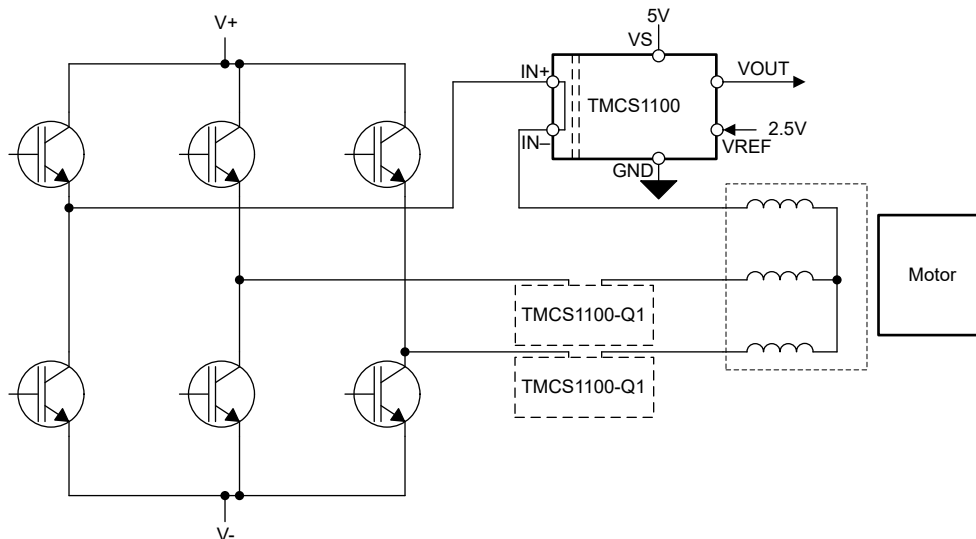 V+
5V
VS
IN+
VOUT
TMCS1100
IN–
2.5V
VREF
GND
Motor
TMCS1100-Q1
TMCS1100-Q1
V-